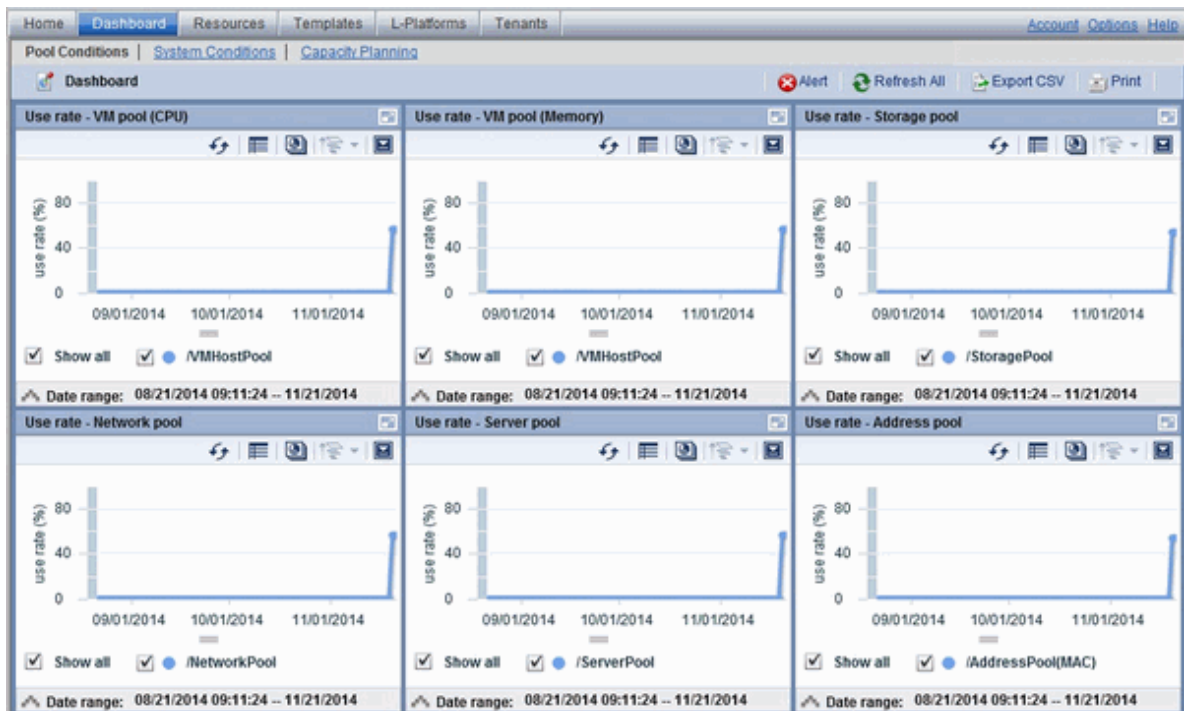 Home Dashboard Resources Templates L-Platforms Tenants Account Options Help
Pool Conditions | System Conditions | Capacity Planning
Dashboard Alert Refresh All Export CSV Print
Use rate - VM pool (CPU)
use rate (%)
80
40
0
09/01/2014 10/01/2014 11/01/2014
Show all /VMHostPool
Date range: 08/21/2014 09:11:24 -- 11/21/2014
Use rate - VM pool (Memory)
use rate (%)
80
40
0
09/01/2014 10/01/2014 11/01/2014
Show all /VMHostPool
Date range: 08/21/2014 09:11:24 -- 11/21/2014
Use rate - Storage pool
use rate (%)
80
40
0
09/01/2014 10/01/2014 11/01/2014
Show all /StoragePool
Date range: 08/21/2014 09:11:24 -- 11/21/2014
Use rate - Network pool
use rate (%)
80
40
0
09/01/2014 10/01/2014 11/01/2014
Show all /NetworkPool
Date range: 08/21/2014 09:11:24 -- 11/21/2014
Use rate - Server pool
use rate (%)
80
40
0
09/01/2014 10/01/2014 11/01/2014
Show all /ServerPool
Date range: 08/21/2014 09:11:24 -- 11/21/2014
Use rate - Address pool
use rate (%)
80
40
0
09/01/2014 10/01/2014 11/01/2014
Show all /AddressPool(MAC)
Date range: 08/21/2014 09:11:24 -- 11/21/2014